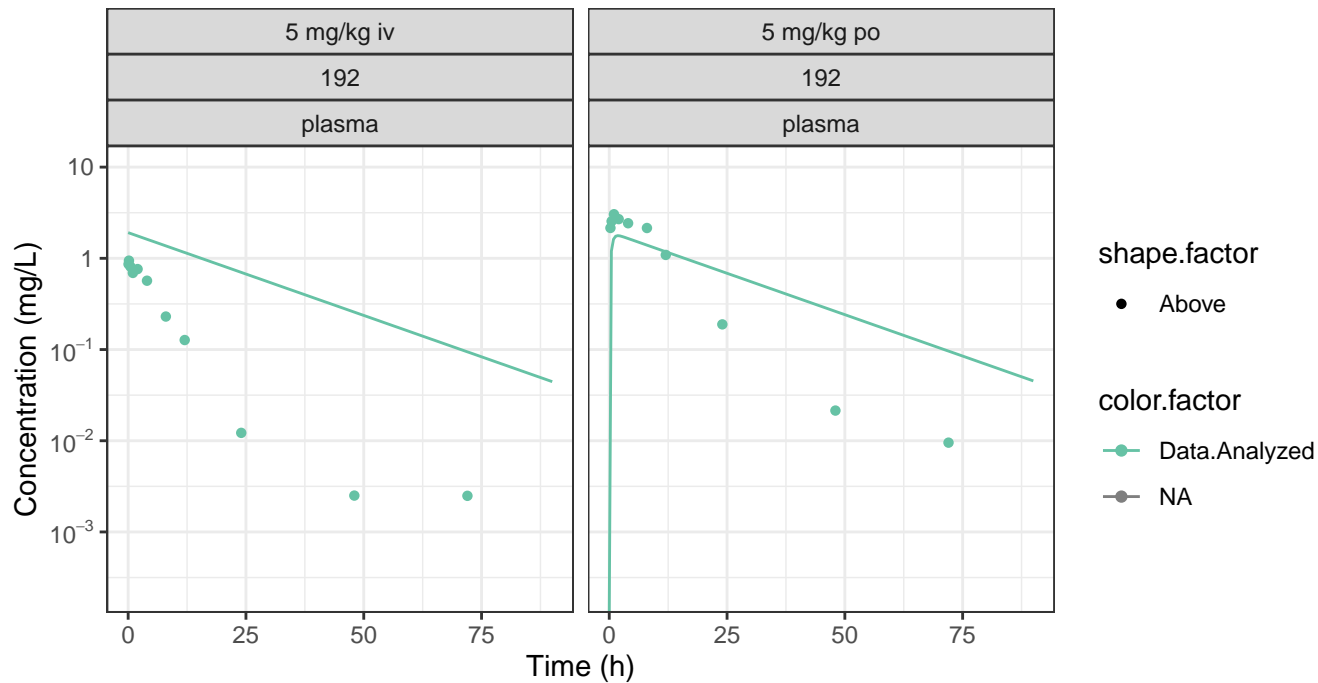 5 mg/kg iv
5 mg/kg po
192
192
plasma
plasma
Concentration (mg/L)
10
1
10⁻¹
10⁻²
10⁻³
0 25 50 75
0 25 50 75
Time (h)
shape.factor
Above
color.factor
Data.Analyzed
NA